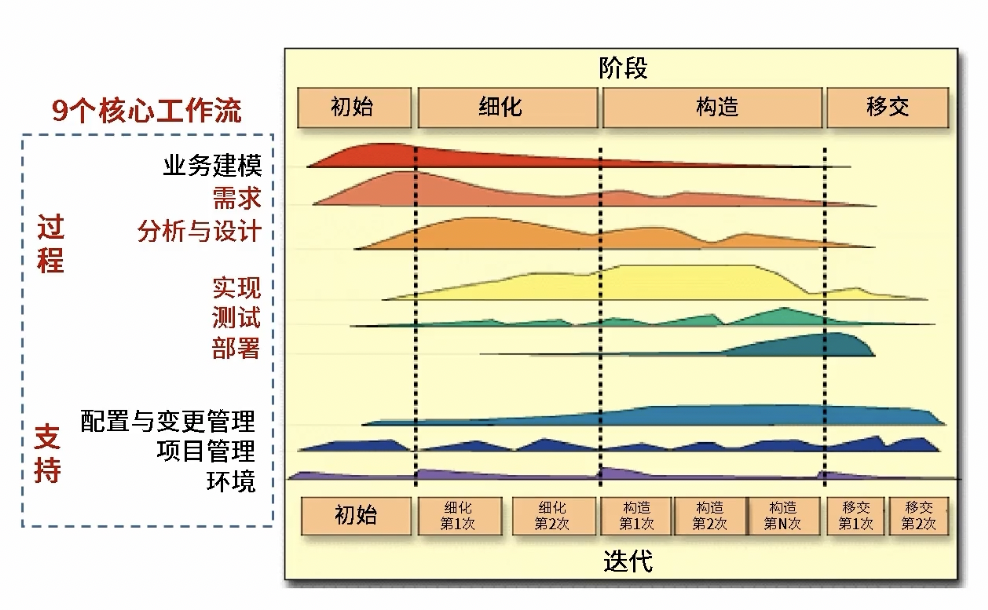 阶段
初始 细化 构造 移交
9个核心工作流
过程
业务建模
需求
分析与设计
实现
测试
部署
支持
配置与变更管理
项目管理
环境
初始
细化
第1次
细化
第2次
构造
第1次
构造
第2次
构造
第N次
移交
第1次
移交
第2次
迭代